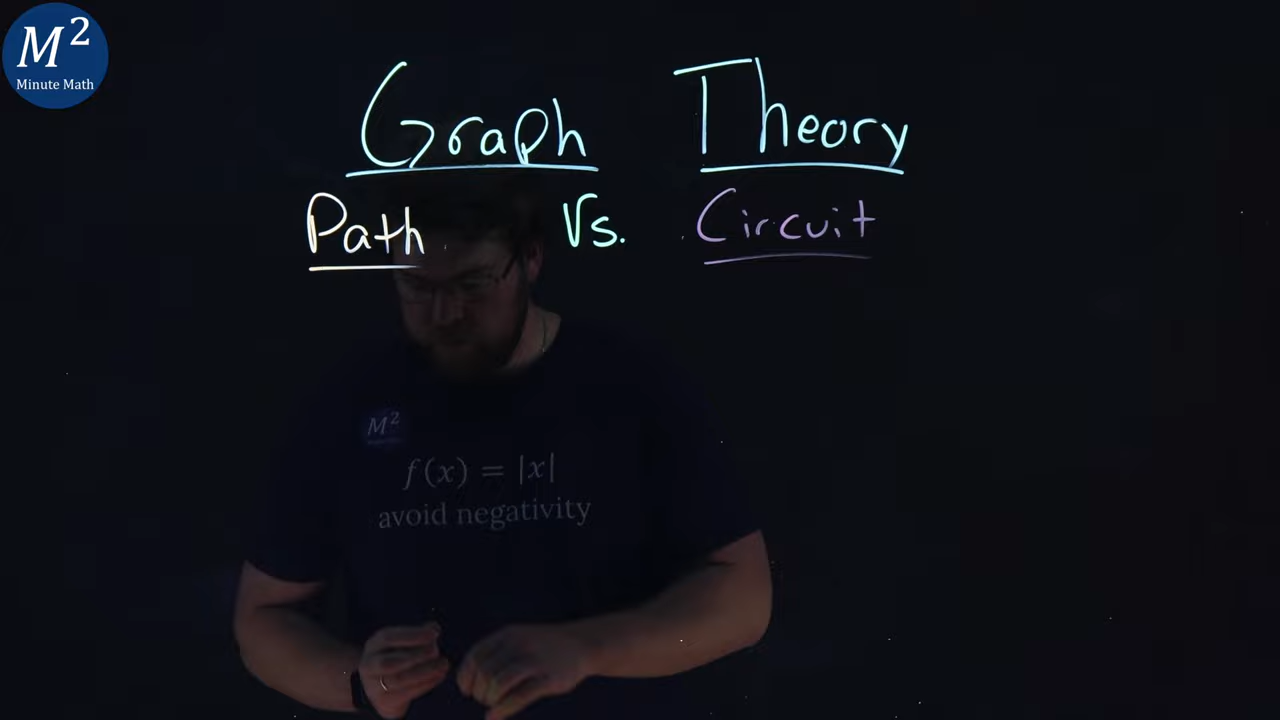 M²
Minute Math
Graph Theory
Path Vs. Circuit
M²
f(x) = |x|
avoid negativity